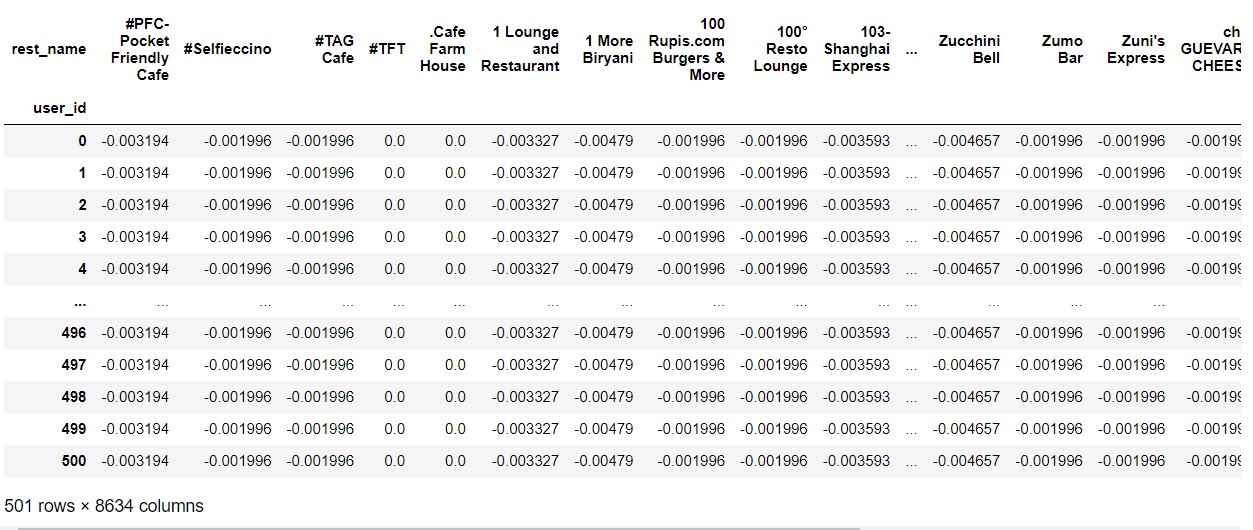 rest_name #PFC-Pocket Friendly Cafe #Selfieccino #TAG Cafe #TFT .Cafe Farm House 1 Lounge and Restaurant 1 More Biryani 100 Rupis.com Burgers & More 100° Resto Lounge 103-Shanghai Express ... Zucchini Bell Zumo Bar Zuni's Express
user_id
0 -0.003194 -0.001996 -0.001996 0.0 0.0 -0.003327 -0.00479 -0.001996 -0.001996 -0.003593 ... -0.004657 -0.001996 -0.001996 -0.00199
1 -0.003194 -0.001996 -0.001996 0.0 0.0 -0.003327 -0.00479 -0.001996 -0.001996 -0.003593 ... -0.004657 -0.001996 -0.001996 -0.00199
2 -0.003194 -0.001996 -0.001996 0.0 0.0 -0.003327 -0.00479 -0.001996 -0.001996 -0.003593 ... -0.004657 -0.001996 -0.001996 -0.00199
3 -0.003194 -0.001996 -0.001996 0.0 0.0 -0.003327 -0.00479 -0.001996 -0.001996 -0.003593 ... -0.004657 -0.001996 -0.001996 -0.00199
4 -0.003194 -0.001996 -0.001996 0.0 0.0 -0.003327 -0.00479 -0.001996 -0.001996 -0.003593 ... -0.004657 -0.001996 -0.001996 -0.00199
... ... ... ... ... ... ... ... ... ... ... ... ... ... ...
496 -0.003194 -0.001996 -0.001996 0.0 0.0 -0.003327 -0.00479 -0.001996 -0.001996 -0.003593 ... -0.004657 -0.001996 -0.001996 -0.00199
497 -0.003194 -0.001996 -0.001996 0.0 0.0 -0.003327 -0.00479 -0.001996 -0.001996 -0.003593 ... -0.004657 -0.001996 -0.001996 -0.00199
498 -0.003194 -0.001996 -0.001996 0.0 0.0 -0.003327 -0.00479 -0.001996 -0.001996 -0.003593 ... -0.004657 -0.001996 -0.001996 -0.00199
499 -0.003194 -0.001996 -0.001996 0.0 0.0 -0.003327 -0.00479 -0.001996 -0.001996 -0.003593 ... -0.004657 -0.001996 -0.001996 -0.00199
500 -0.003194 -0.001996 -0.001996 0.0 0.0 -0.003327 -0.00479 -0.001996 -0.001996 -0.003593 ... -0.004657 -0.001996 -0.001996 -0.00199
501 rows × 8634 columns